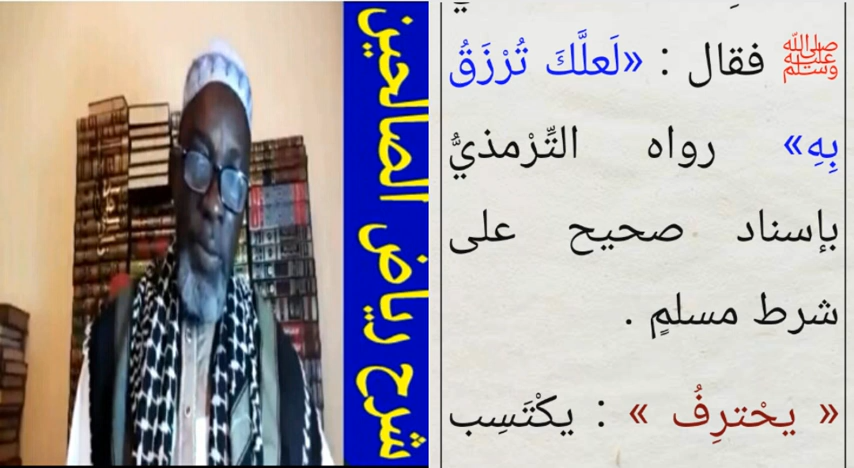 شرح رياض الصالحين
ﷺ فقال : «لَعلَّكَ تُرْزَقُ
بِهِ» رواه التِّرْمذيُّ
بإسناد صحيح على
شرط مسلمٍ .
« يحْترِفُ » : يكْتَسِب